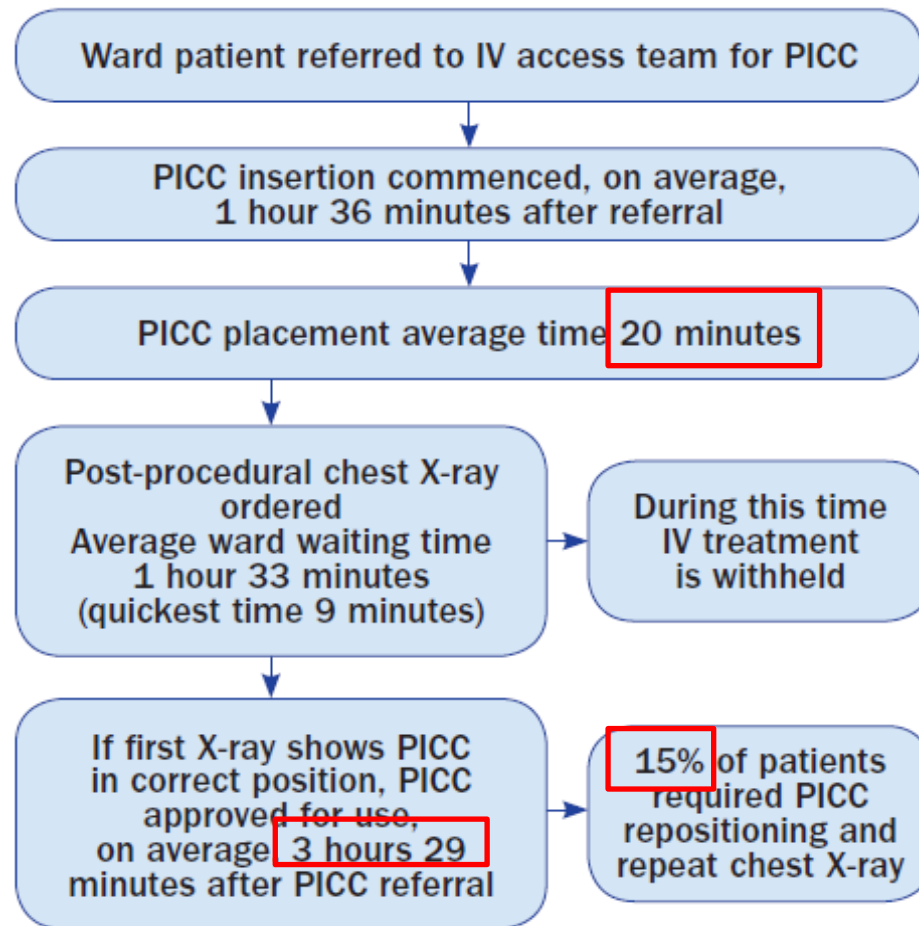 Ward patient referred to IV access team for PICC
PICC insertion commenced, on average,
1 hour 36 minutes after referral
PICC placement average time 20 minutes
Post-procedural chest X-ray
ordered
Average ward waiting time
1 hour 33 minutes
(quickest time 9 minutes)
During this time
IV treatment
is withheld
If first X-ray shows PICC
in correct position, PICC
approved for use,
on average 3 hours 29
minutes after PICC referral
15% of patients
required PICC
repositioning and
repeat chest X-ray